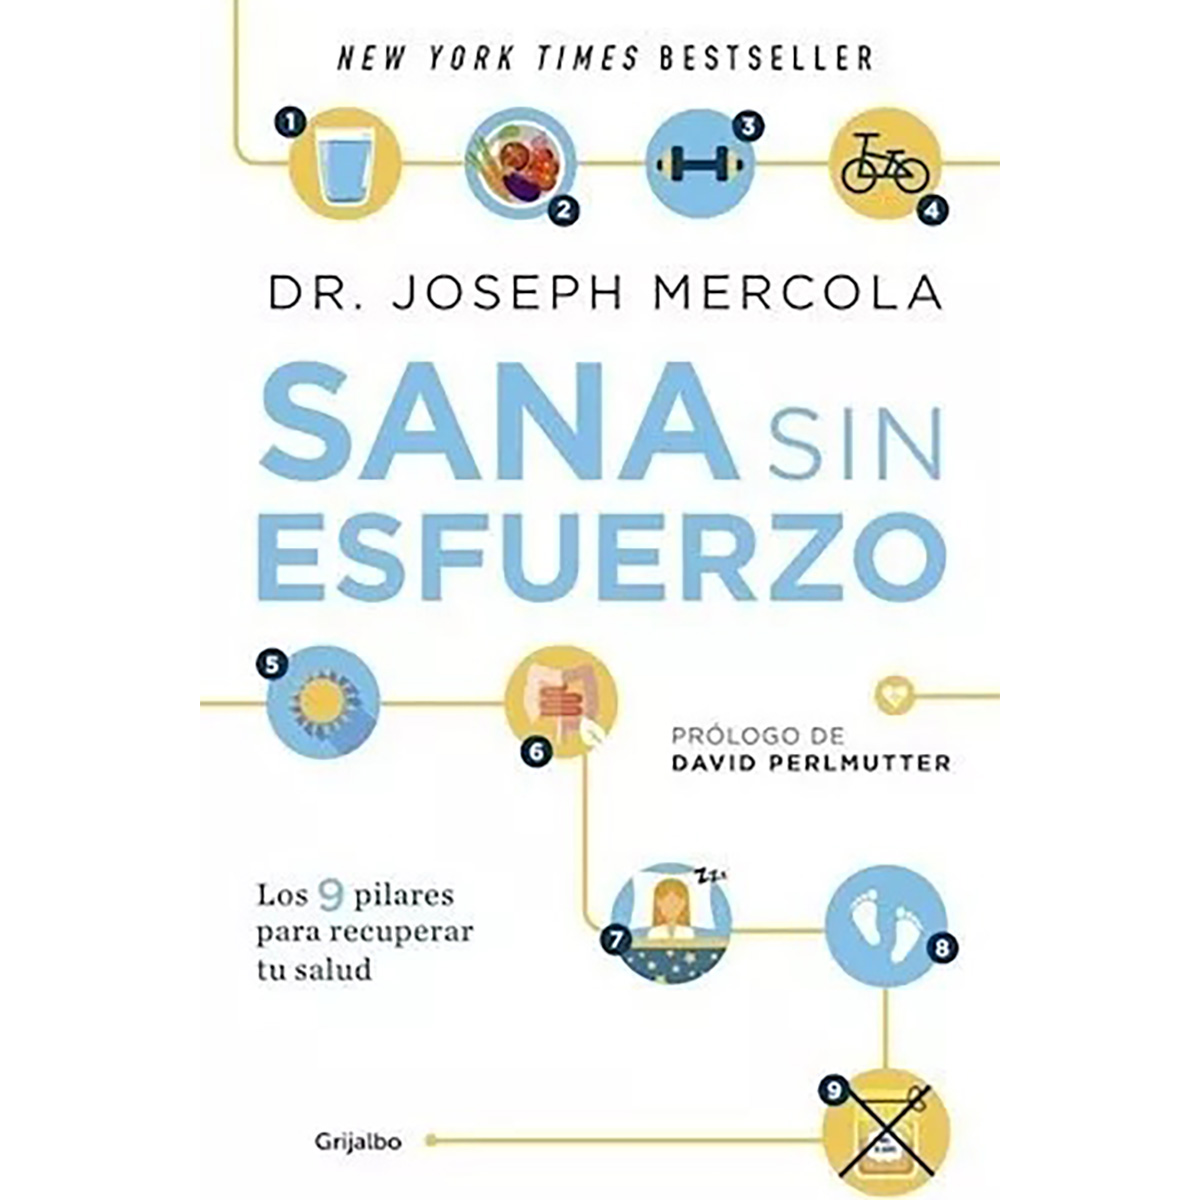 NEW YORK TIMES BESTSELLER
1
2
3
4
DR. JOSEPH MERCOLA
SANA SIN
ESFUERZO
5
6
PRÓLOGO DE
DAVID PERLMUTTER
Los 9 pilares
para recuperar
tu salud
zzz
7
8
9
Grijalbo